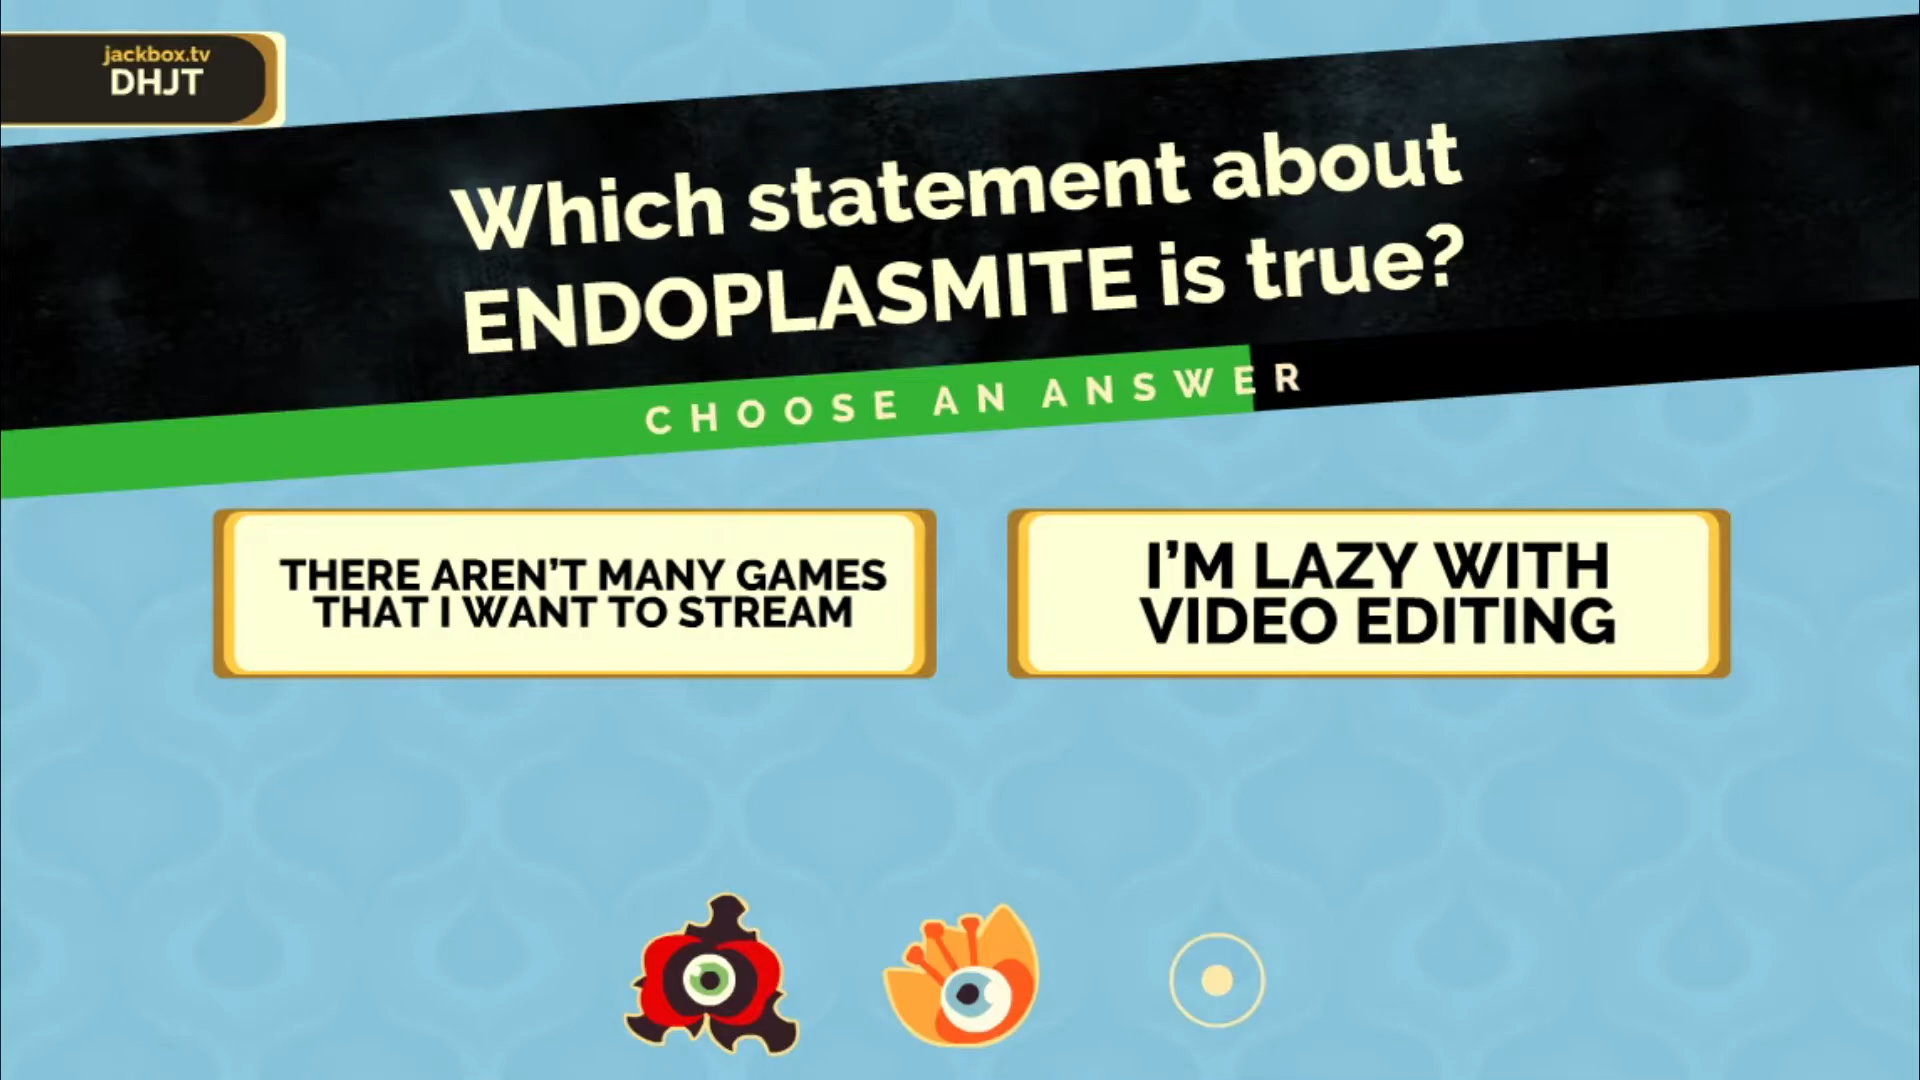 jackbox.tv
DHJT
Which statement about
ENDOPLASMITE is true?
CHOOSE AN ANSWER
THERE AREN'T MANY GAMES
THAT I WANT TO STREAM
I'M LAZY WITH
VIDEO EDITING